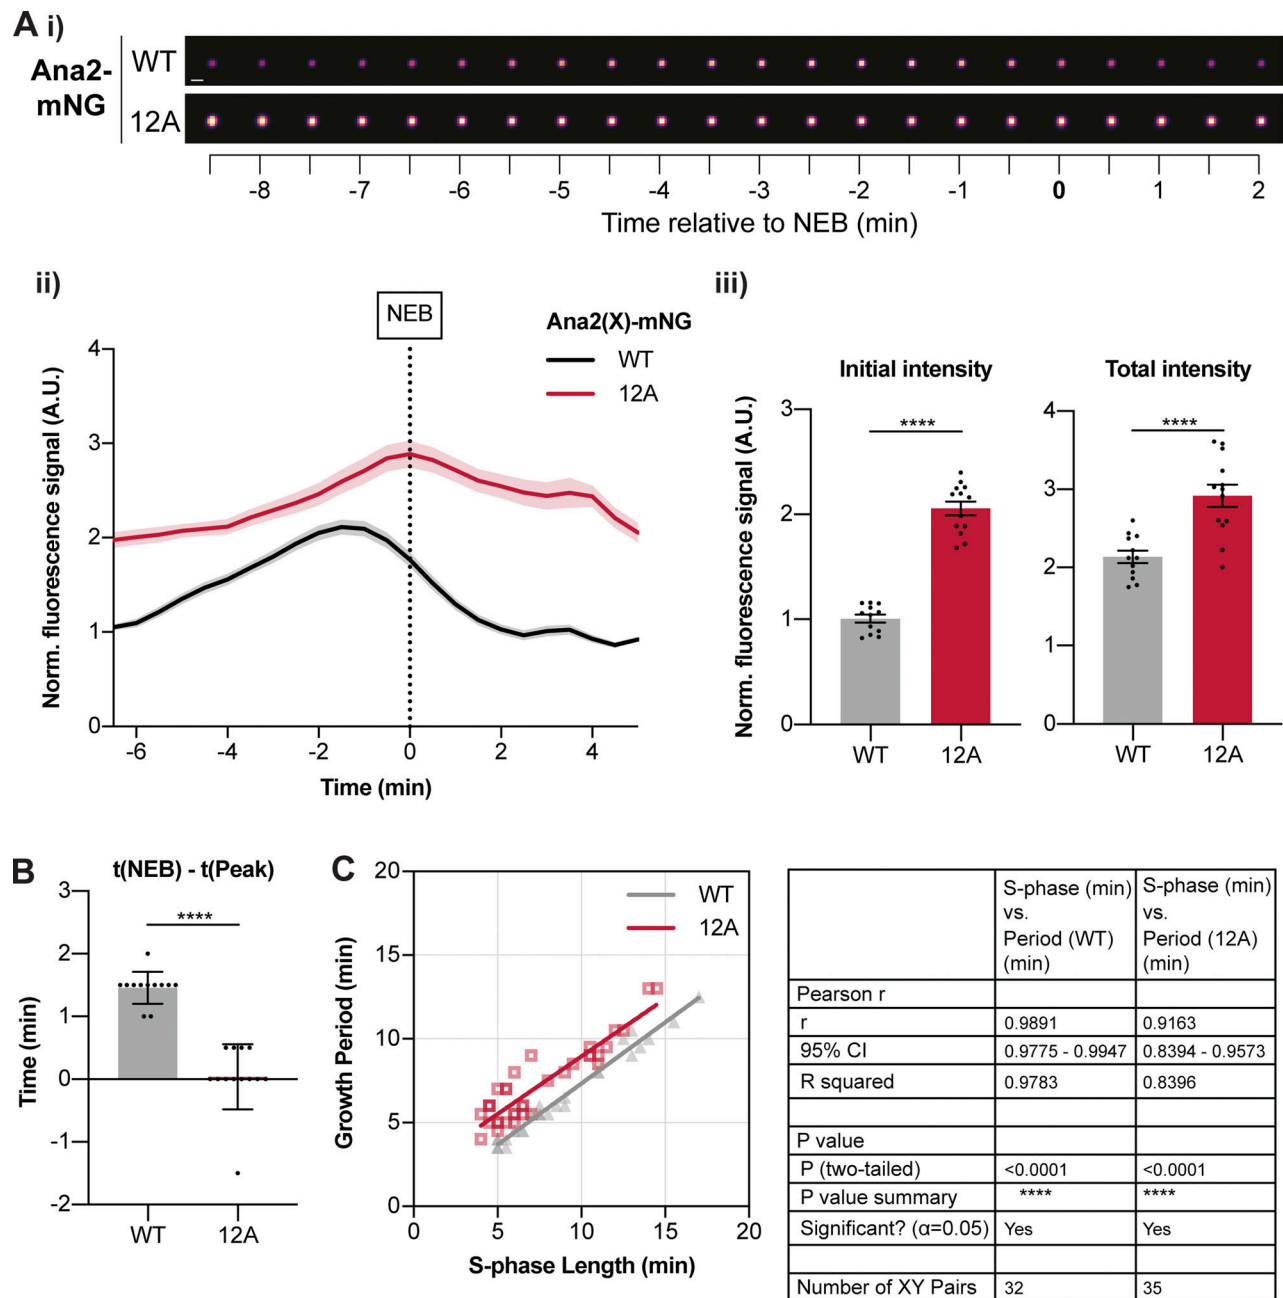 A i)
Ana2-
mNG
WT
12A
-8 -7 -6 -5 -4 -3 -2 -1 0 1 2
Time relative to NEB (min)
ii)
NEB
Ana2(X)-mNG
WT
12A
Norm. fluorescence signal (A.U.)
4
3
2
1
0
-6 -4 -2 0 2 4
Time (min)
iii)
Initial intensity
Norm. fluorescence signal (A.U.)
3
2
1
0
****
WT 12A
Total intensity
4
3
2
1
0
****
WT 12A
B
t(NEB) - t(Peak)
Time (min)
3
2
1
0
-1
-2
****
WT 12A
C
Growth Period (min)
20
15
10
5
0
WT
12A
0 5 10 15 20
S-phase Length (min)
S-phase (min) S-phase (min)
vs. vs.
Period (WT) Period (12A)
(min) (min)
Pearson r
r 0.9891 0.9163
95% CI 0.9775 - 0.9947 0.8394 - 0.9573
R squared 0.9783 0.8396
P value
P (two-tailed) <0.0001 <0.0001
P value summary **** ****
Significant? (α=0.05) Yes Yes
Number of XY Pairs 32 35